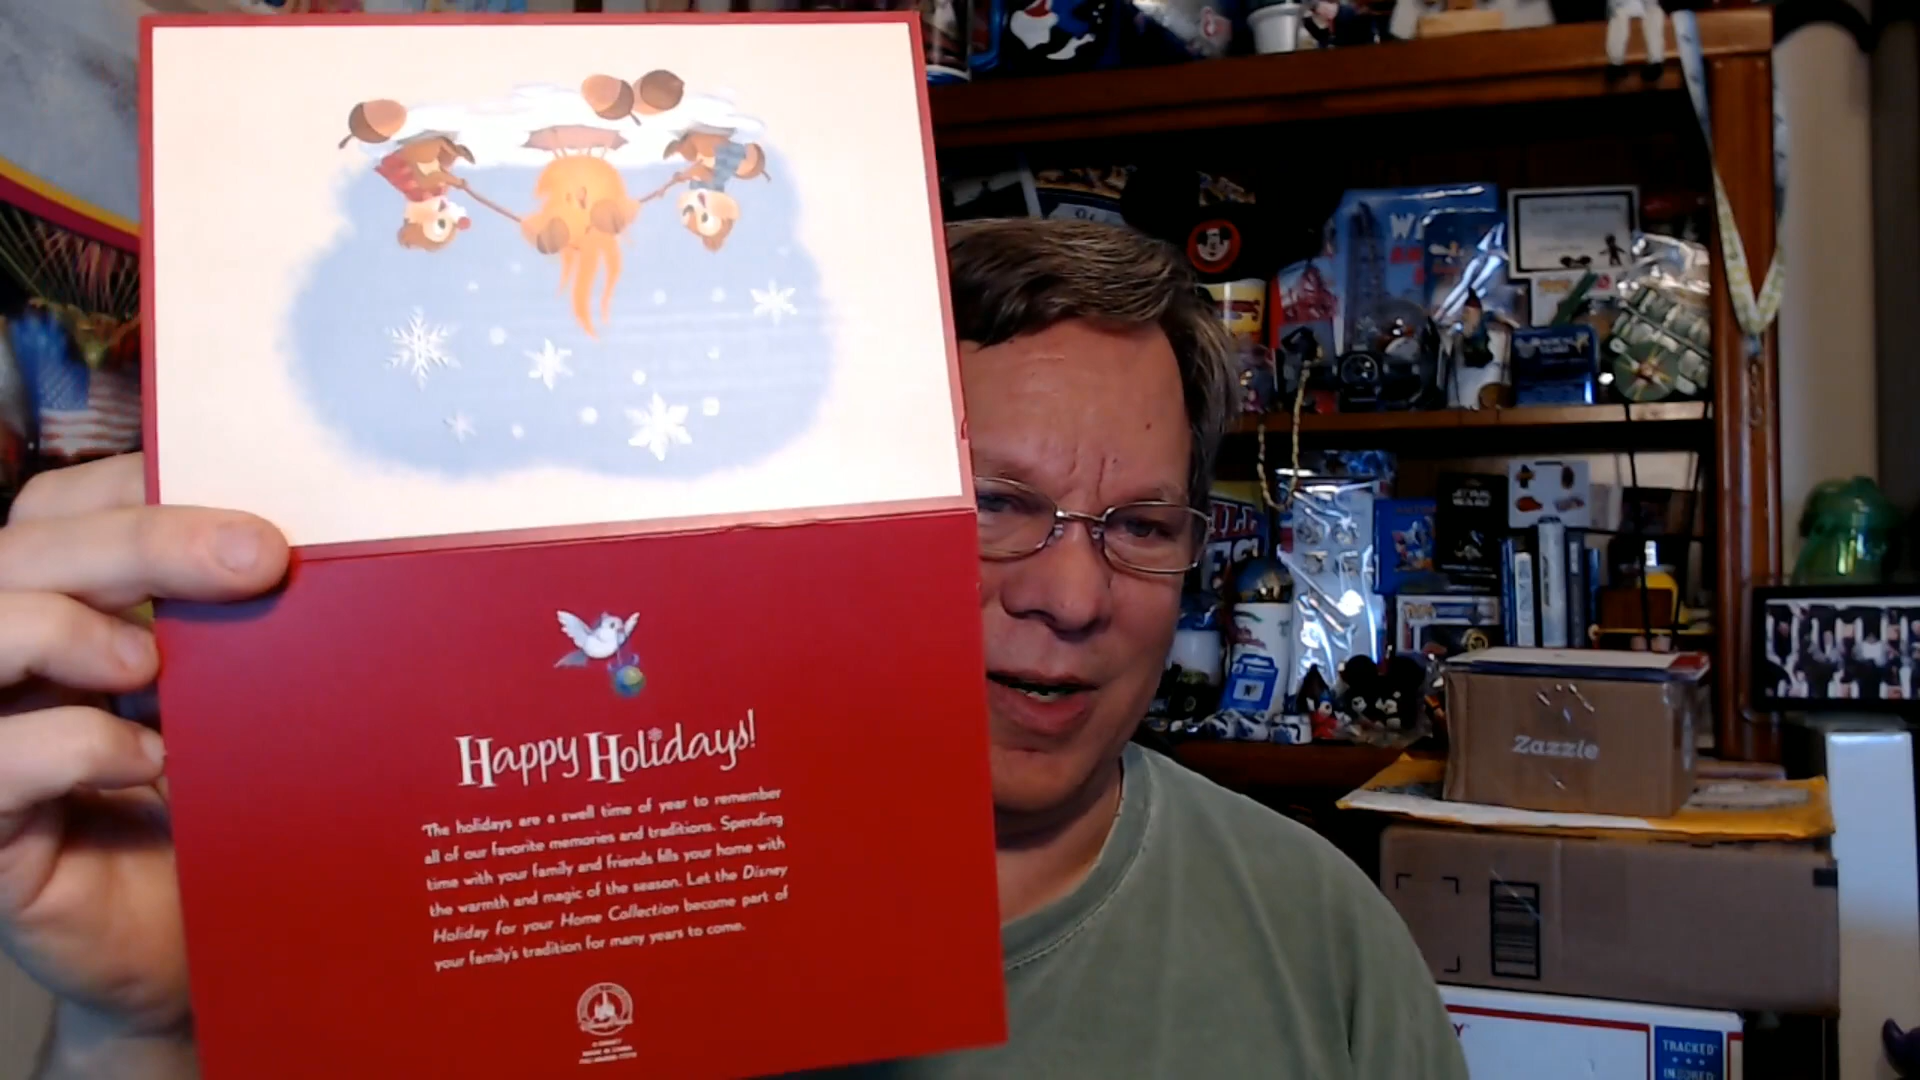 Happy Holidays!
The holidays are a swell time of year to remember
all of our favorite memories and traditions. Spending
time with your family and friends fills your home with
the warmth and magic of the season. Let the Disney
Holiday for your Home Collection become part of
your family's tradition for many years to come.
Zazzle
TRACKED